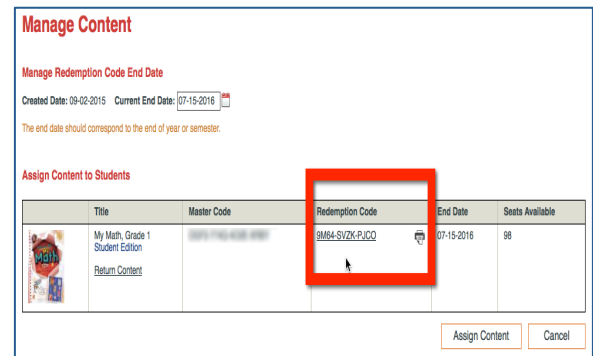 Manage Content
Manage Redemption Code End Date
Created Date: 09-02-2015 Current End Date: 07-15-2016
The end date should correspond to the end of year or semester.
Assign Content to Students
Title Master Code Redemption Code End Date Seats Available
Math My Math, Grade 1 9M64-SVZK-PJCO 07-15-2016 98
Student Edition
Return Content
Assign Content Cancel